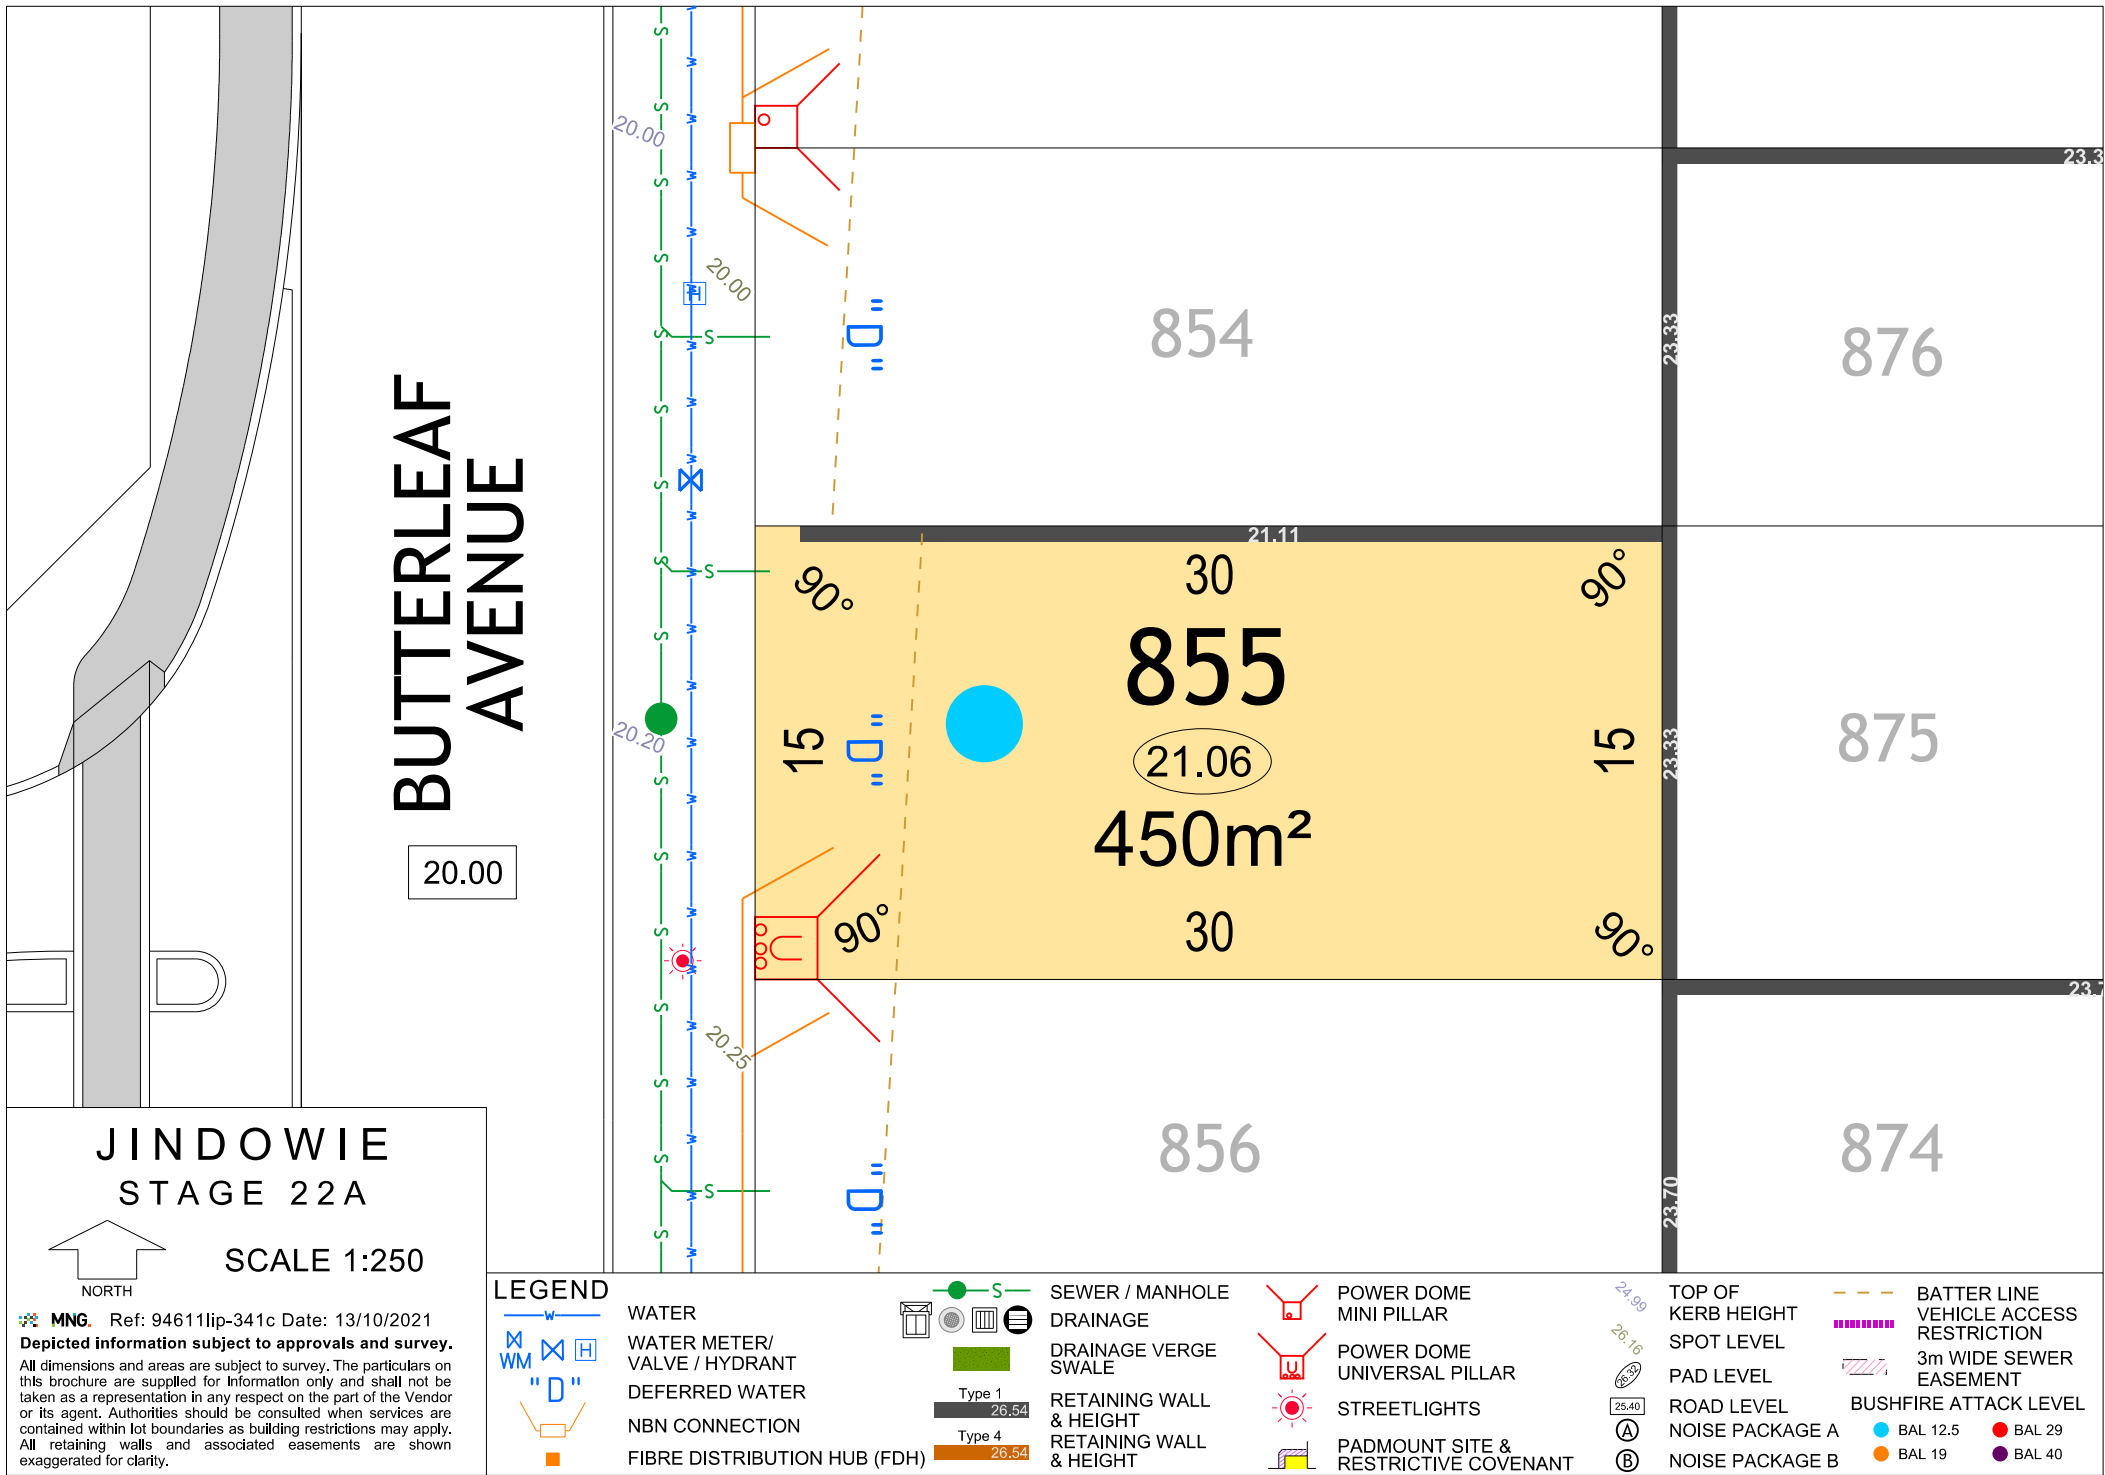 20.00
20.00
854
876
23.3
23.33
BUTTERLEAF
AVENUE
20.00
"D"
21.11
30
90°
90°
855
21.06
450m²
15
15
20.20
"D"
23.33
875
90°
30
90°
20.25
23.7
856
874
23.70
"D"
JINDOWIE
STAGE 22A
SCALE 1:250
NORTH
MNG. Ref: 94611lip-341c Date: 13/10/2021
Depicted information subject to approvals and survey.
All dimensions and areas are subject to survey. The particulars on
this brochure are supplied for information only and shall not be
taken as a representation in any respect on the part of the Vendor
or its agent. Authorities should be consulted when services are
contained within lot boundaries as building restrictions may apply.
All retaining walls and associated easements are shown
exaggerated for clarity.
LEGEND
W WATER
WM H WATER METER/
VALVE / HYDRANT
"D" DEFERRED WATER
NBN CONNECTION
FIBRE DISTRIBUTION HUB (FDH)
S SEWER / MANHOLE
DRAINAGE
DRAINAGE VERGE
SWALE
Type 1 26.54 RETAINING WALL
& HEIGHT
Type 4 26.54 RETAINING WALL
& HEIGHT
POWER DOME
MINI PILLAR
POWER DOME
UNIVERSAL PILLAR
STREETLIGHTS
PADMOUNT SITE &
RESTRICTIVE COVENANT
24.99 TOP OF
KERB HEIGHT
26.16 SPOT LEVEL
26.32 PAD LEVEL
25.40 ROAD LEVEL
A NOISE PACKAGE A
B NOISE PACKAGE B
BATTER LINE
VEHICLE ACCESS
RESTRICTION
3m WIDE SEWER
EASEMENT
BUSHFIRE ATTACK LEVEL
BAL 12.5 BAL 29
BAL 19 BAL 40